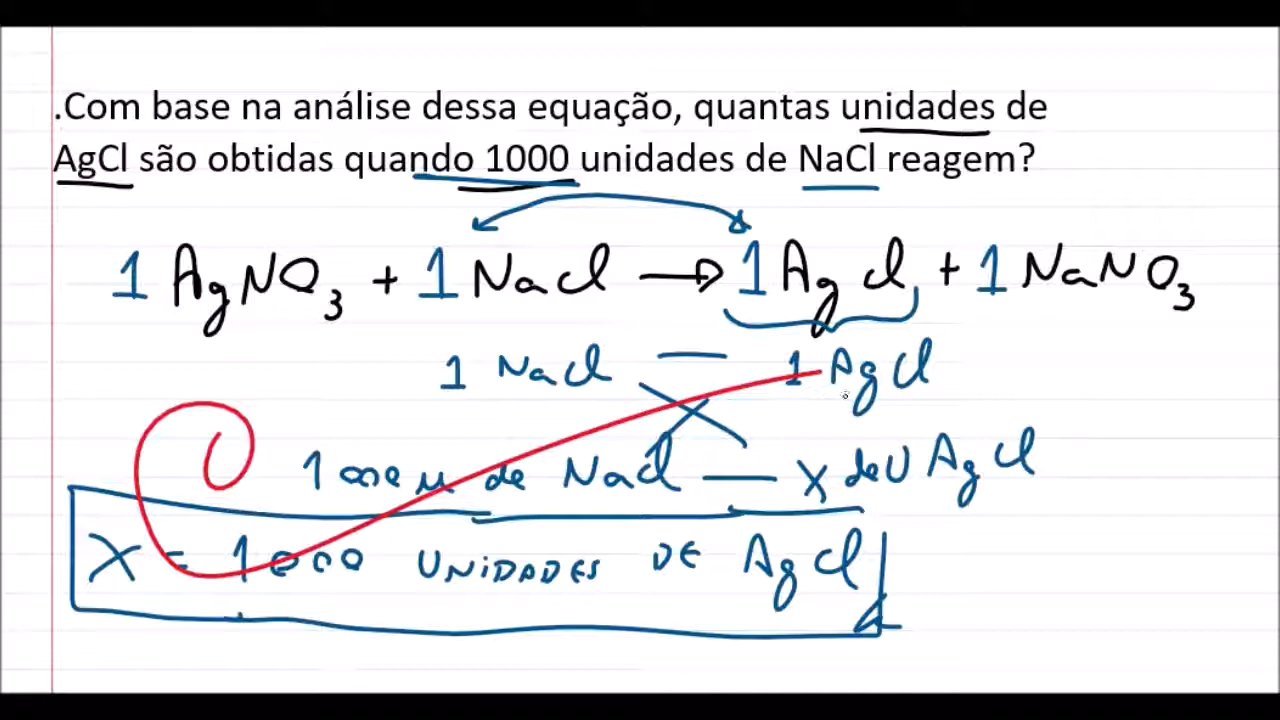 .Com base na análise dessa equação, quantas unidades de
AgCl são obtidas quando 1000 unidades de NaCl reagem?
1 AgNO3 + 1 NaCl → 1 AgCl + 1 NaNO3
1 NaCl — 1 AgCl
1000 u de NaCl — X de U AgCl
X = 1000 UNIDADES DE AgCl